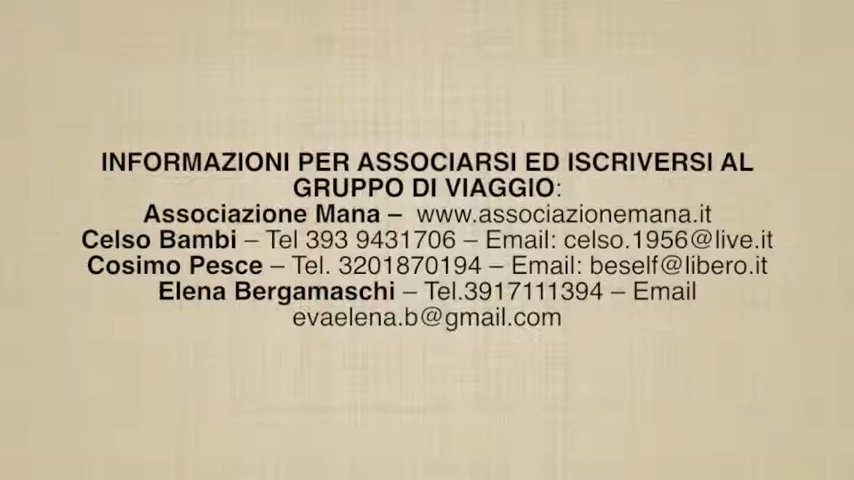 INFORMAZIONI PER ASSOCIARSI ED ISCRIVERSI AL
GRUPPO DI VIAGGIO:
Associazione Mana – www.associazionemana.it
Celso Bambi – Tel 393 9431706 – Email: celso.1956@live.it
Cosimo Pesce – Tel. 3201870194 – Email: beself@libero.it
Elena Bergamaschi – Tel.3917111394 – Email
evaelena.b@gmail.com